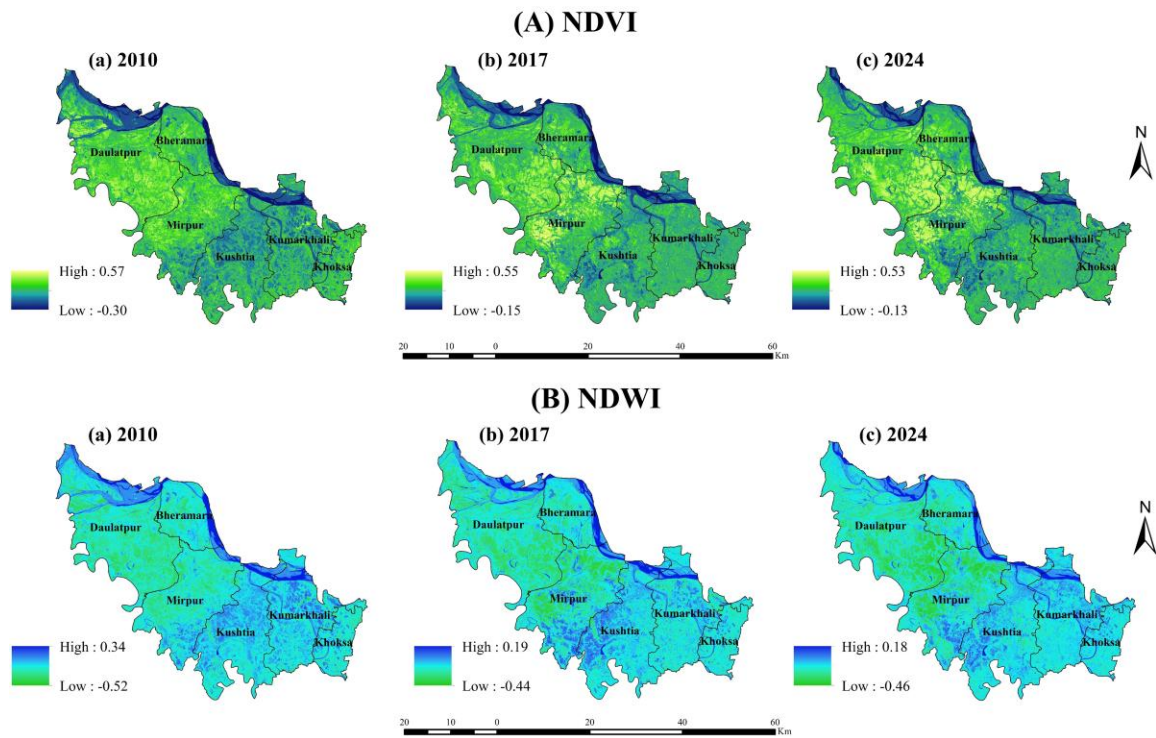 (A) NDVI
(a) 2010
(b) 2017
(c) 2024
N
Bheramara
Daulatpur
Mirpur
Kumarkhali
Kushtia
Khoksa
High : 0.57
Low : -0.30
Bheramara
Daulatpur
Mirpur
Kumarkhali
Kushtia
Khoksa
High : 0.55
Low : -0.15
Bheramara
Daulatpur
Mirpur
Kumarkhali
Kushtia
Khoksa
High : 0.53
Low : -0.13
20 10 0 20 40 60
Km
(B) NDWI
(a) 2010
(b) 2017
(c) 2024
N
Bheramara
Daulatpur
Mirpur
Kumarkhali
Kushtia
Khoksa
High : 0.34
Low : -0.52
Bheramara
Daulatpur
Mirpur
Kumarkhali
Kushtia
Khoksa
High : 0.19
Low : -0.44
Bheramara
Daulatpur
Mirpur
Kumarkhali
Kushtia
Khoksa
High : 0.18
Low : -0.46
20 10 0 20 40 60
Km